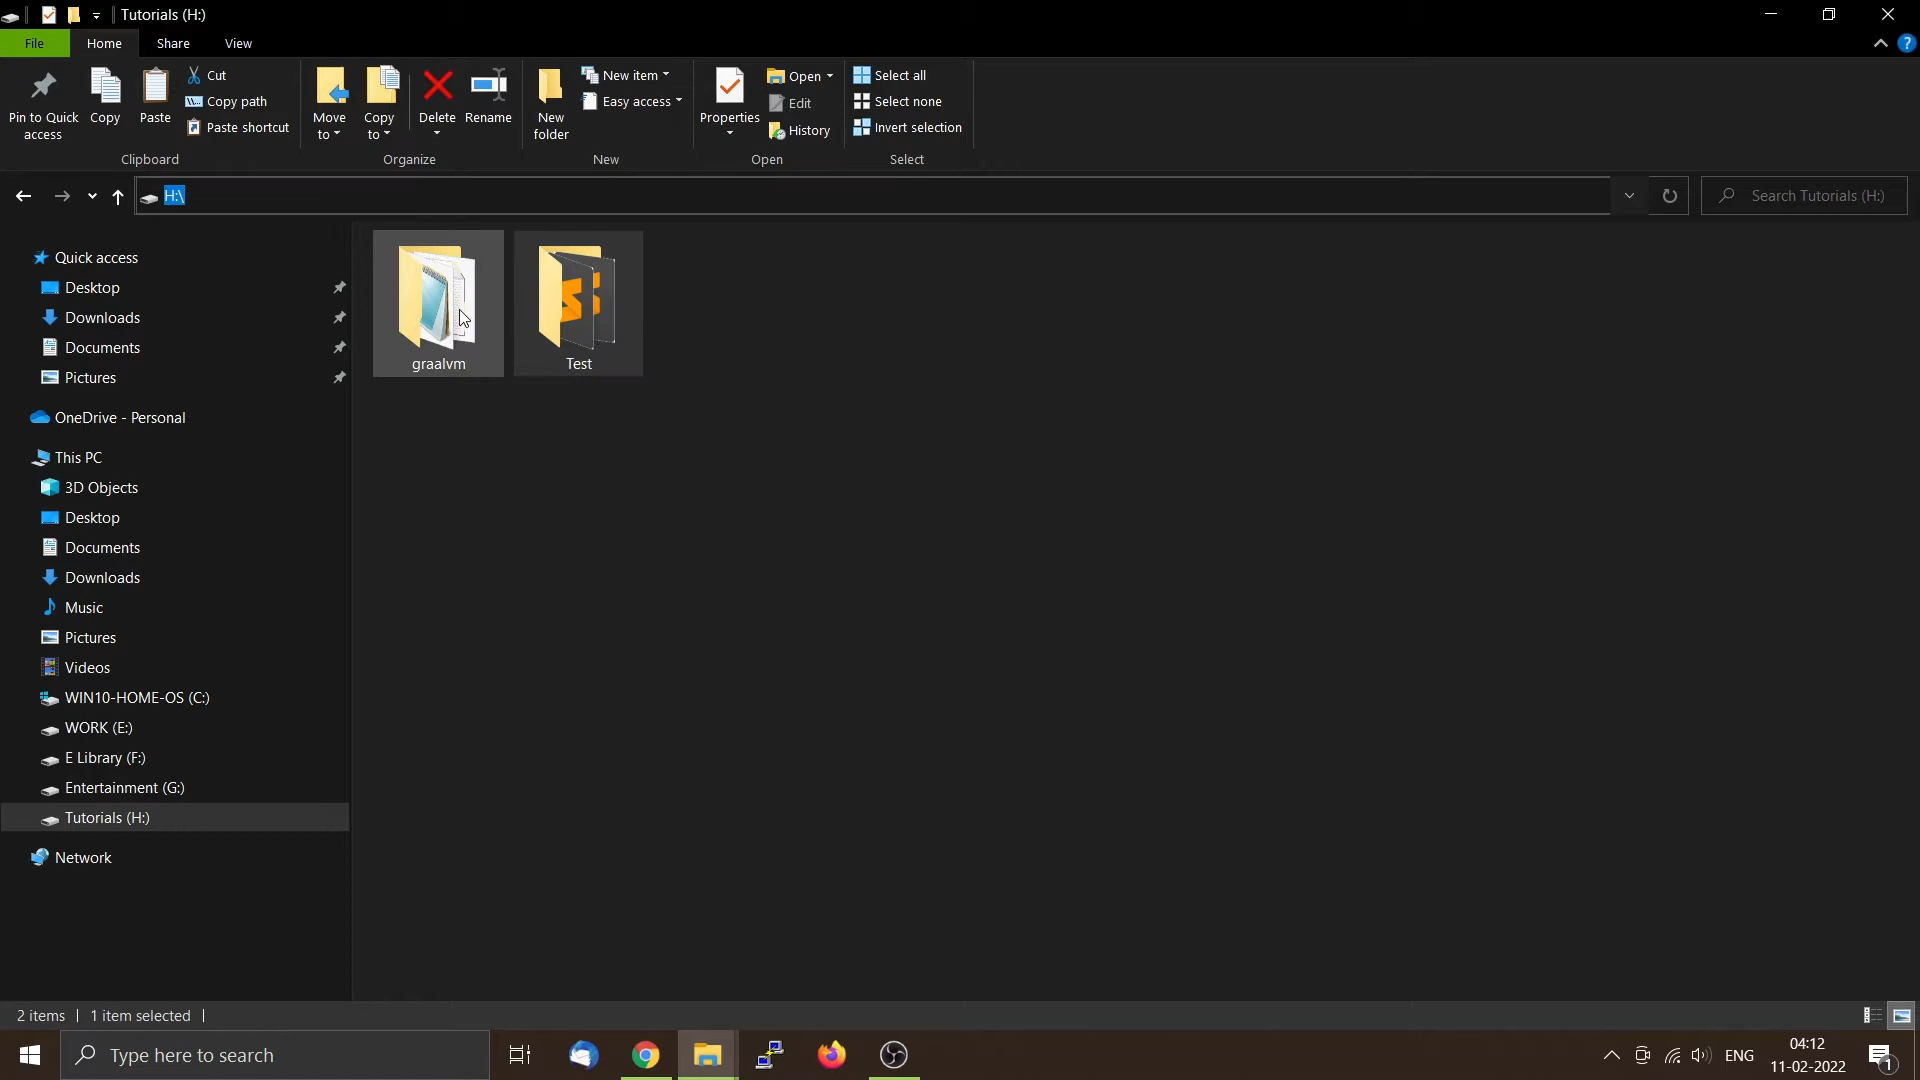 Tutorials (H:)
File Home Share View
Pin to Quick access
Copy
Paste
Cut
Copy path
Paste shortcut
Clipboard
Move to
Copy to
Delete
Rename
Organize
New folder
New item
Easy access
New
Properties
Open
Edit
History
Open
Select all
Select none
Invert selection
Select
H:\
Search Tutorials (H:)
Quick access
Desktop
Downloads
Documents
Pictures
OneDrive - Personal
This PC
3D Objects
Desktop
Documents
Downloads
Music
Pictures
Videos
WIN10-HOME-OS (C:)
WORK (E:)
E Library (F:)
Entertainment (G:)
Tutorials (H:)
Network
graalvm
Test
2 items
1 item selected
Type here to search
ENG
04:12
11-02-2022
1